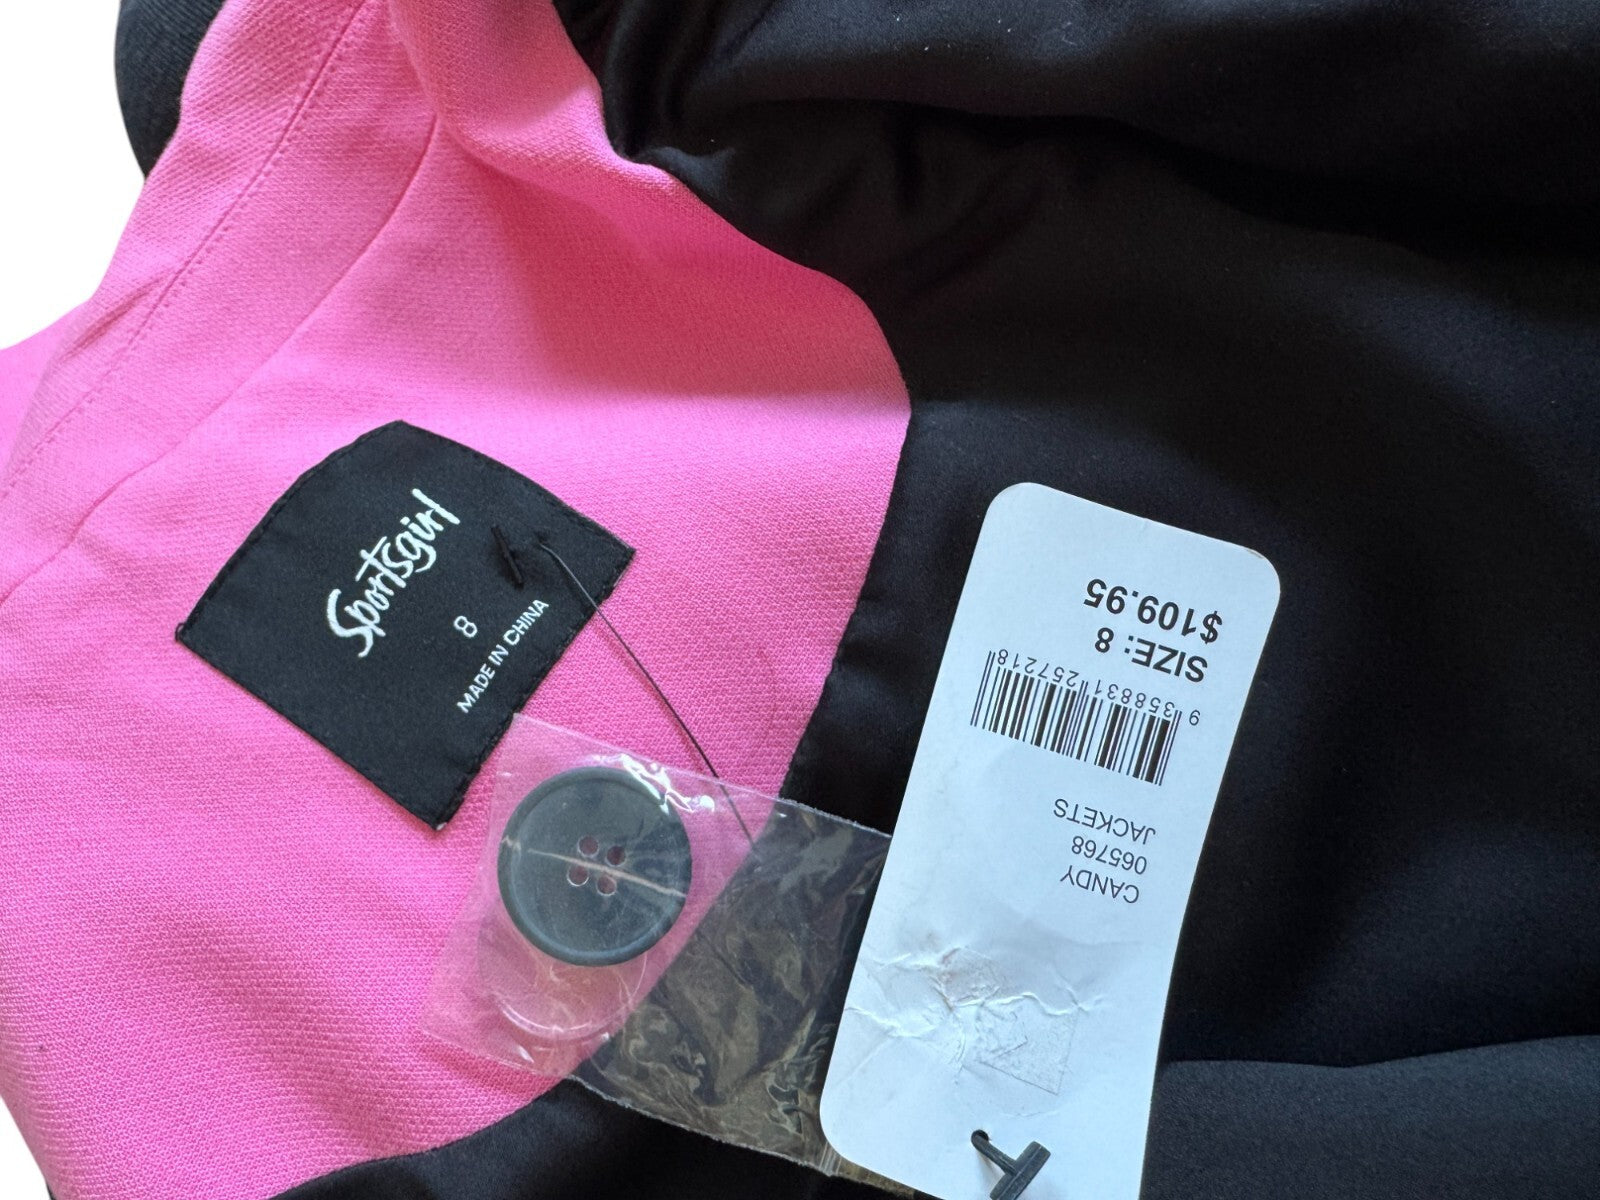 Sportsgirl
8
MADE IN CHINA
CANDY
065768
JACKETS
9 358831 257218
SIZE: 8
$109.95